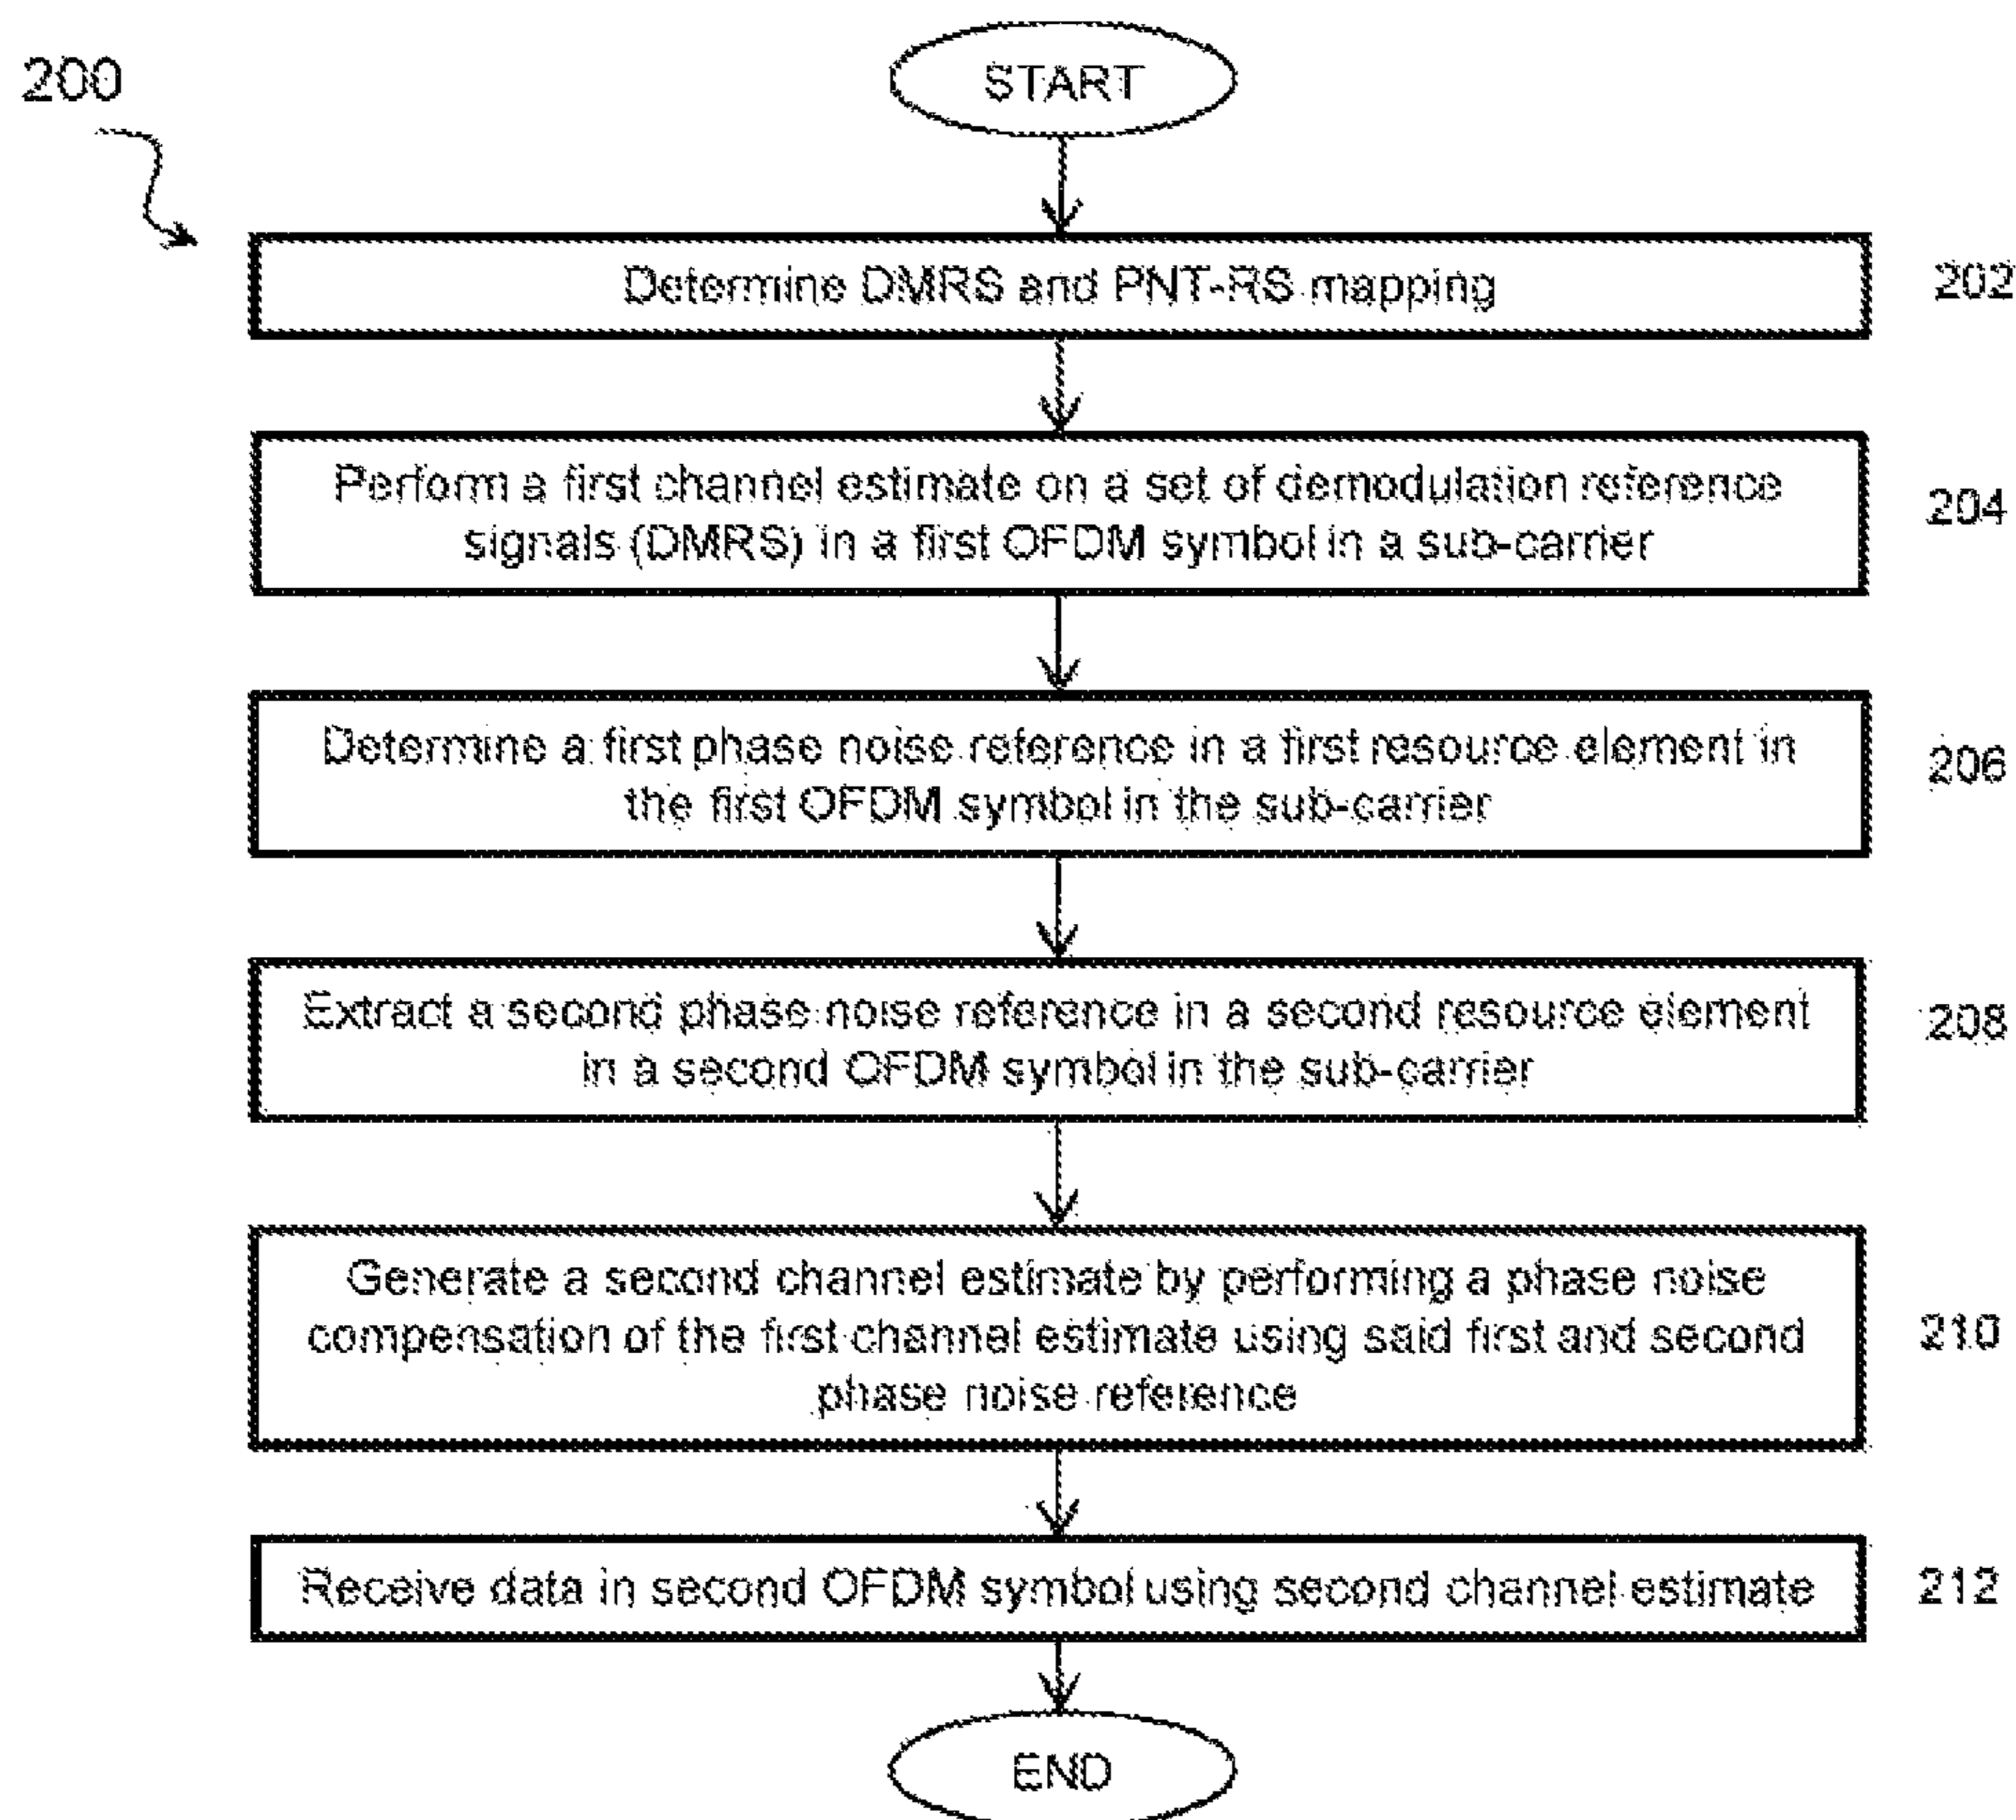 200
START
Determine DMRS and PNT-RS mapping
202
Perform a first channel estimate on a set of demodulation reference
signals (DMRS) in a first OFDM symbol in a sub-carrier
204
Determine a first phase noise reference in a first resource element in
the first OFDM symbol in the sub-carrier
206
Extract a second phase noise reference in a second resource element
in a second OFDM symbol in the sub-carrier
208
Generate a second channel estimate by performing a phase noise
compensation of the first channel estimate using said first and second
phase noise reference
210
Receive data in second OFDM symbol using second channel estimate
212
END